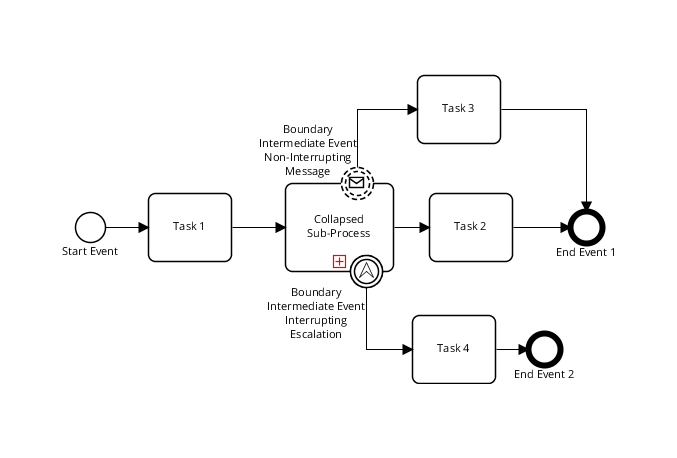 Task 3
Boundary
Intermediate Event
Non-Interrupting
Message
Task 1
Collapsed
Sub-Process
Task 2
Start Event
End Event 1
Boundary
Intermediate Event
Interrupting
Escalation
Task 4
End Event 2